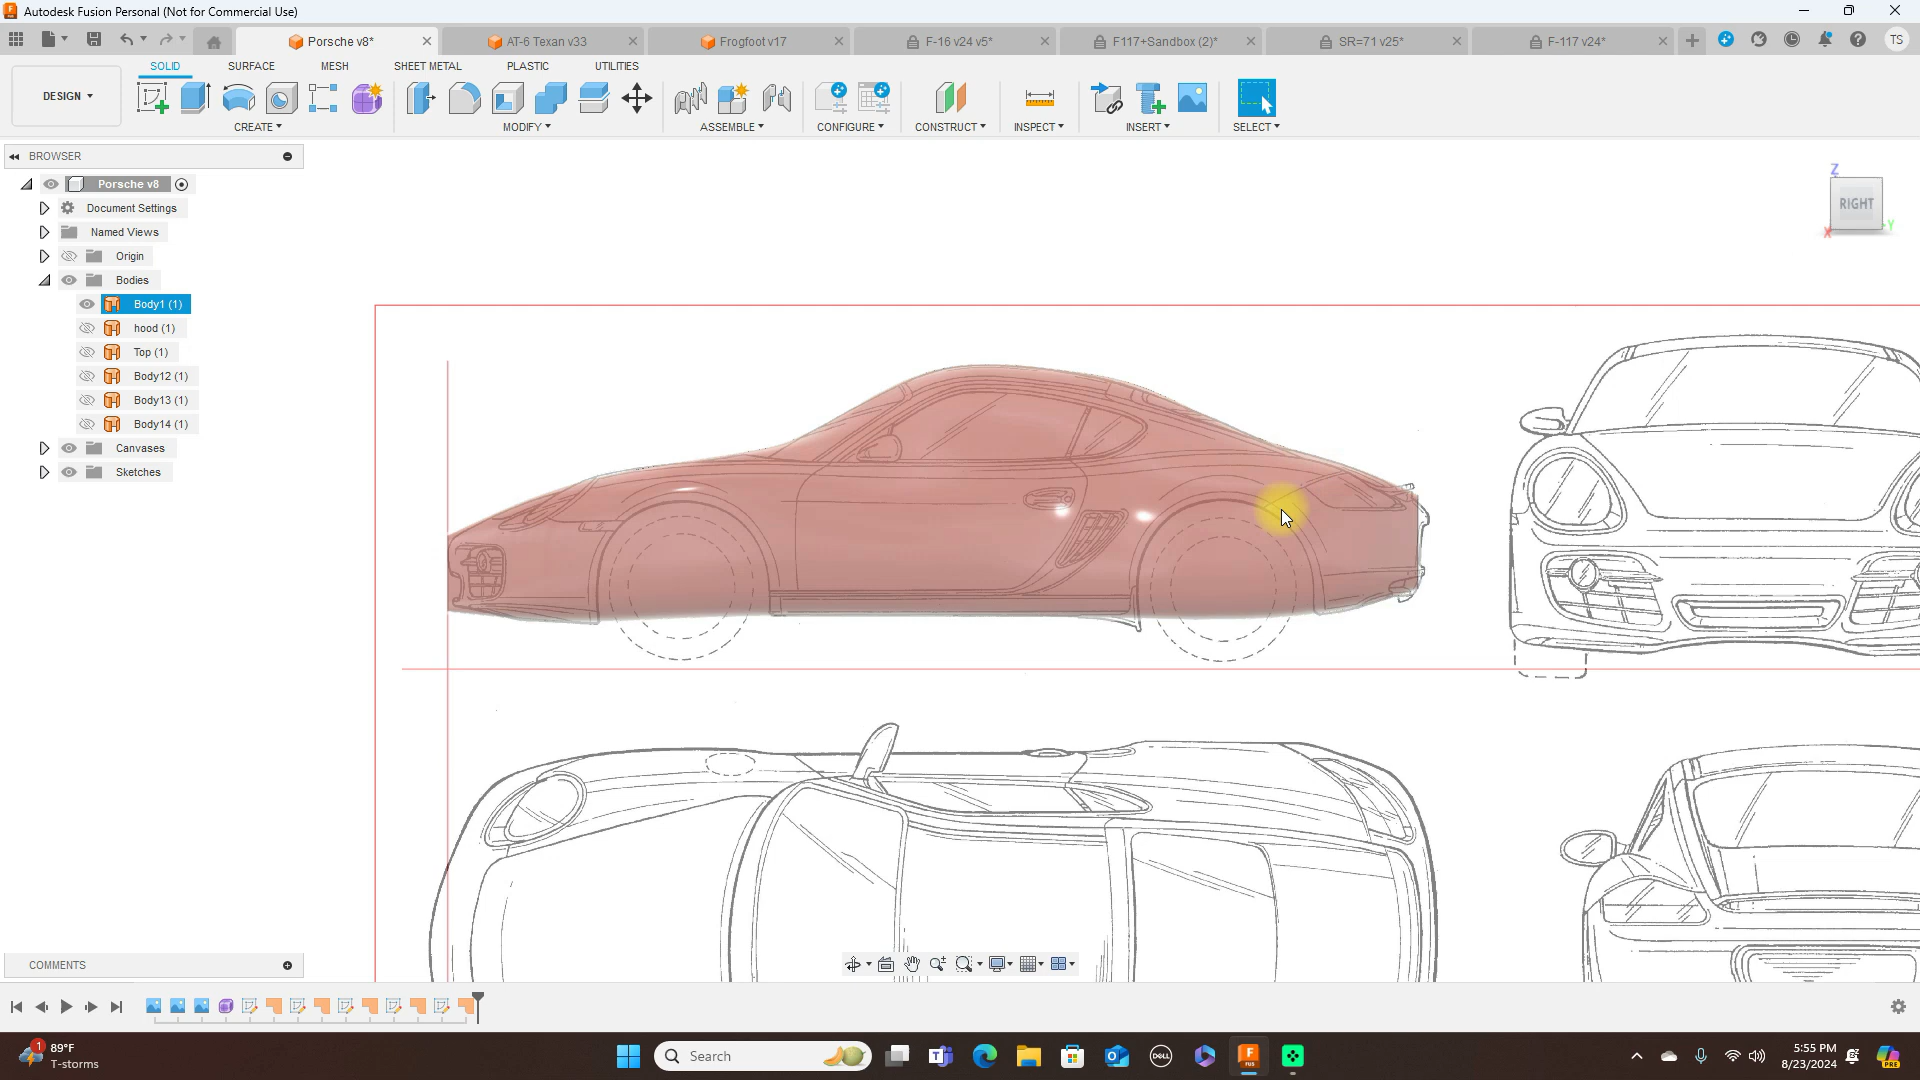 Autodesk Fusion Personal (Not for Commercial Use)
Porsche v8*
AT-6 Texan v33
Frogfoot v17
F-16 v24 v5*
F117+Sandbox (2)*
SR=71 v25*
F-117 v24*
TS
SOLID
SURFACE
MESH
SHEET METAL
PLASTIC
UTILITIES
DESIGN
CREATE
MODIFY
ASSEMBLE
CONFIGURE
CONSTRUCT
INSPECT
INSERT
SELECT
BROWSER
Porsche v8
Document Settings
Named Views
Origin
Bodies
Body1 (1)
hood (1)
Top (1)
Body12 (1)
Body13 (1)
Body14 (1)
Canvases
Sketches
Z
RIGHT
Y
X
COMMENTS
1
89°F
T-storms
Search
DELL
FUS
5:55 PM
8/23/2024
PRE